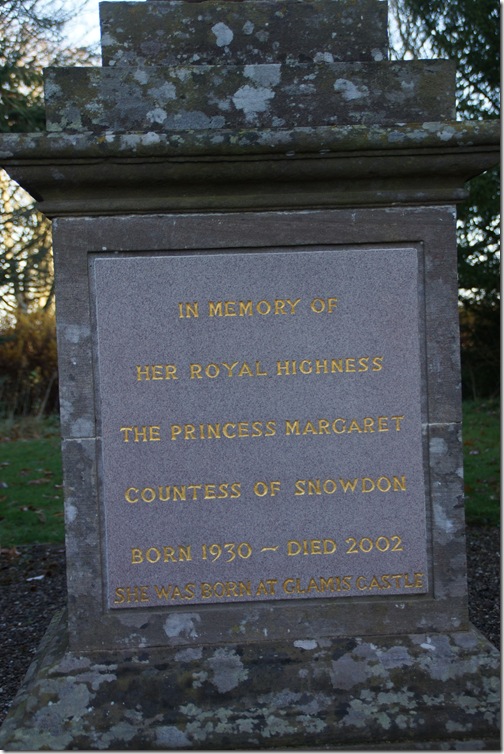 IN MEMORY OF
HER ROYAL HIGHNESS
THE PRINCESS MARGARET
COUNTESS OF SNOWDON
BORN 1930 ~ DIED 2002
SHE WAS BORN AT GLAMIS CASTLE